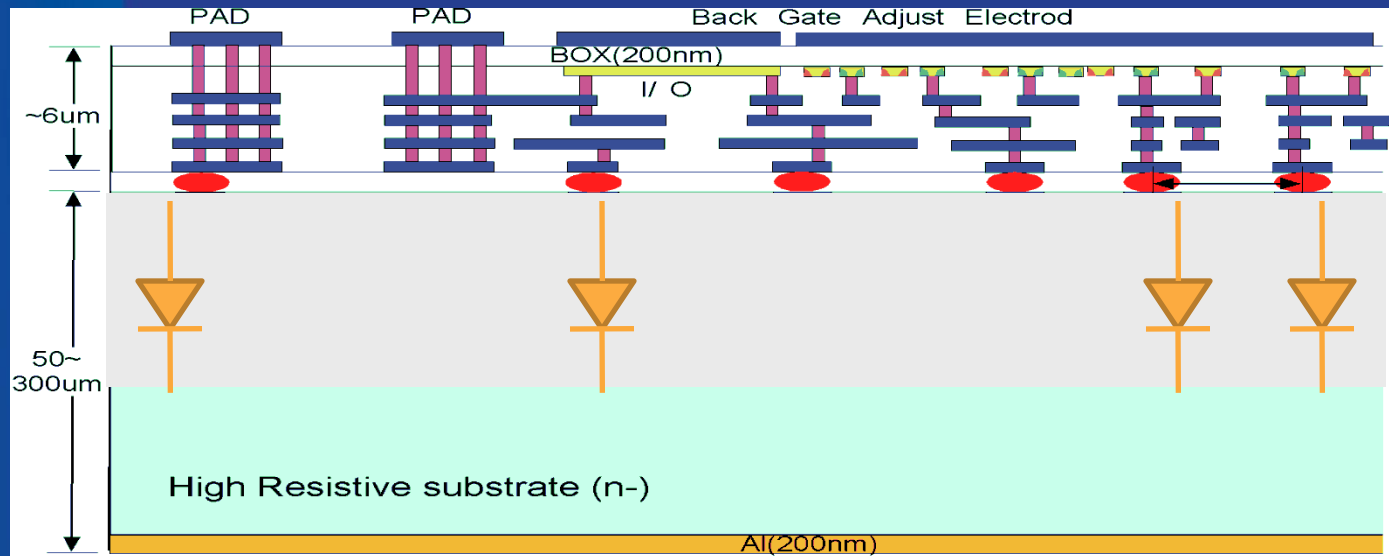 PAD PAD Back Gate Adjust Electrod
BOX(200nm)
I/ O
~6um
50~
300um
High Resistive substrate (n-)
Al(200nm)